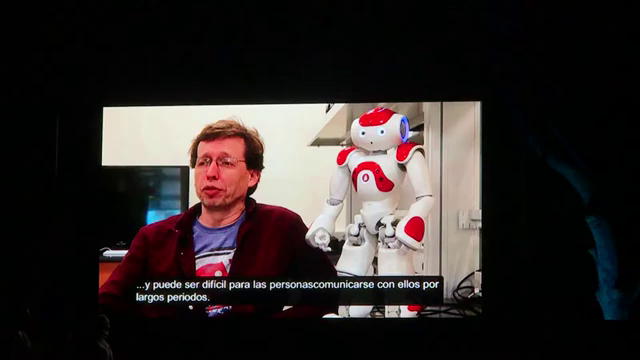 ...y puede ser difícil para las personascomunicarse con ellos por
largos periodos.